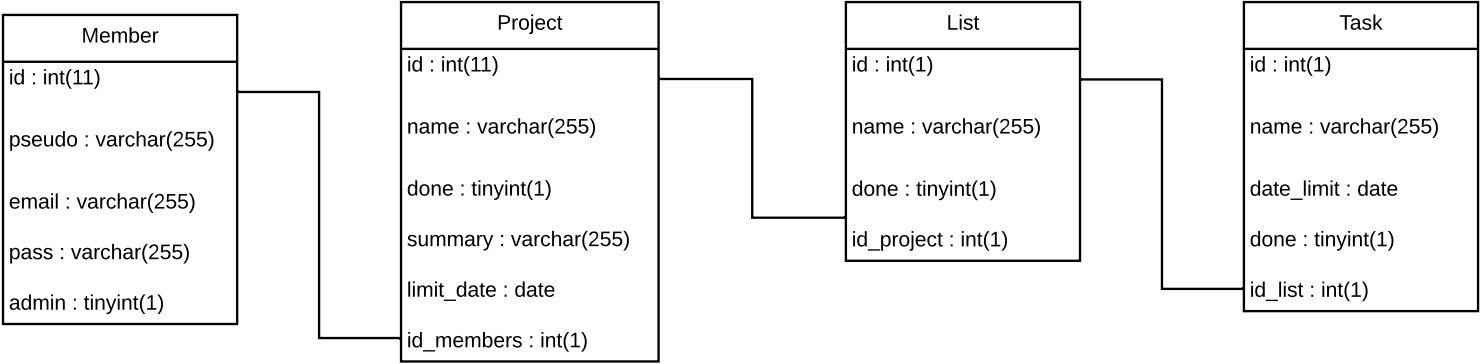 Member
id : int(11)
pseudo : varchar(255)
email : varchar(255)
pass : varchar(255)
admin : tinyint(1)
Project
id : int(11)
name : varchar(255)
done : tinyint(1)
summary : varchar(255)
limit_date : date
id_members : int(1)
List
id : int(1)
name : varchar(255)
done : tinyint(1)
id_project : int(1)
Task
id : int(1)
name : varchar(255)
date_limit : date
done : tinyint(1)
id_list : int(1)